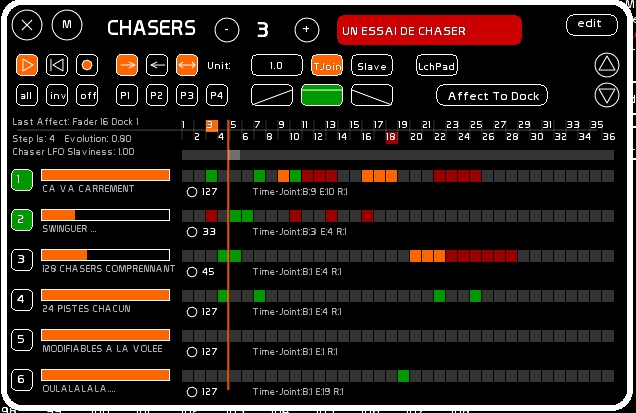 M CHASERS - 3 + UN ESSAI DE CHASER edit
Unit: 1.0 TJoin Slave LchPad
all inv off P1 P2 P3 P4 Affect To Dock
Last Affect: Fader 16 Dock 1
1 3 5 7 9 11 13 15 17 19 21 23 25 27 29 31 33 35
Step Is: 4 Evolution: 0.80
2 4 6 8 10 12 14 16 18 20 22 24 26 28 30 32 34 36
Chaser LFO Slaviness: 1.00
1
CA VA CARREMENT 127 Time-Joint:B:9 E:10 R:1
2
SWINGUER ... 33 Time-Joint:B:3 E:4 R:1
3
128 CHASERS COMPRENNANT 45 Time-Joint:B:1 E:4 R:1
4
24 PISTES CHACUN 127 Time-Joint:B:1 E:4 R:1
5
MODIFIABLES A LA VOLEE 127 Time-Joint:B:1 E:1 R:1
6
OULALALALA.... 127 Time-Joint:B:1 E:19 R:1